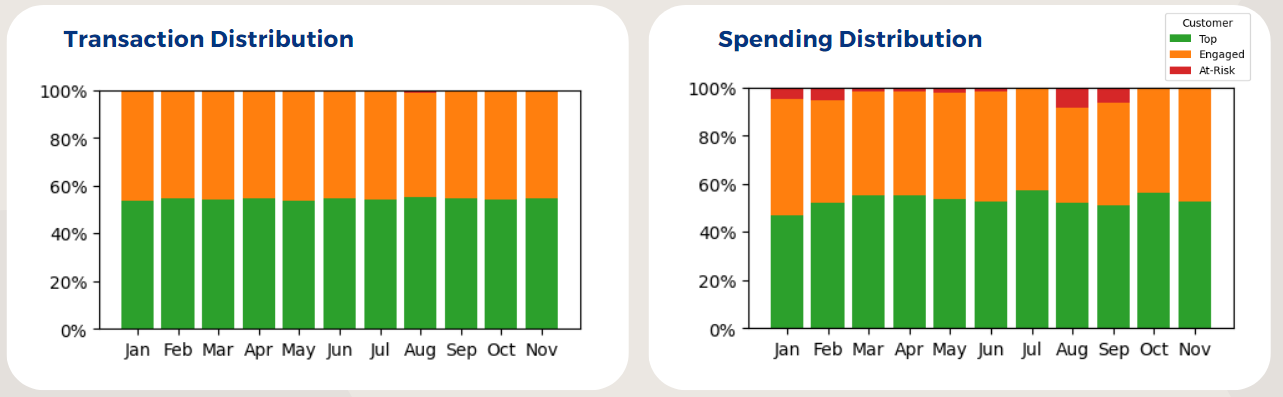 Transaction Distribution
100%
80%
60%
40%
20%
0%
Jan Feb Mar Apr May Jun Jul Aug Sep Oct Nov
Spending Distribution
Customer
Top
Engaged
At-Risk
100%
80%
60%
40%
20%
0%
Jan Feb Mar Apr May Jun Jul Aug Sep Oct Nov